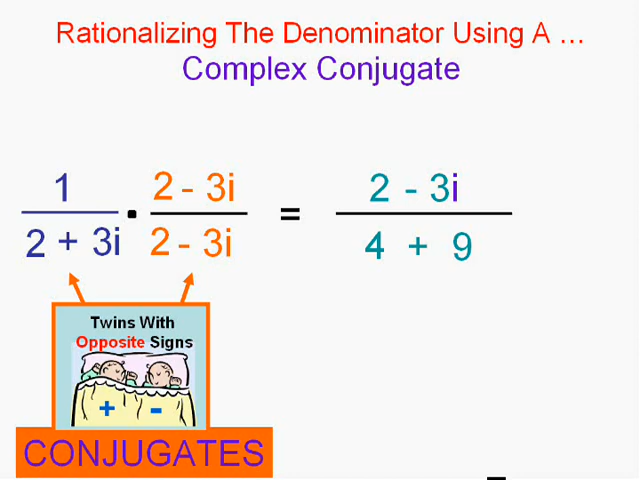 Rationalizing The Denominator Using A ...
Complex Conjugate
1 / 2 + 3i · 2 - 3i / 2 - 3i = 2 - 3i / 4 + 9
Twins With
Opposite Signs
+ -
CONJUGATES